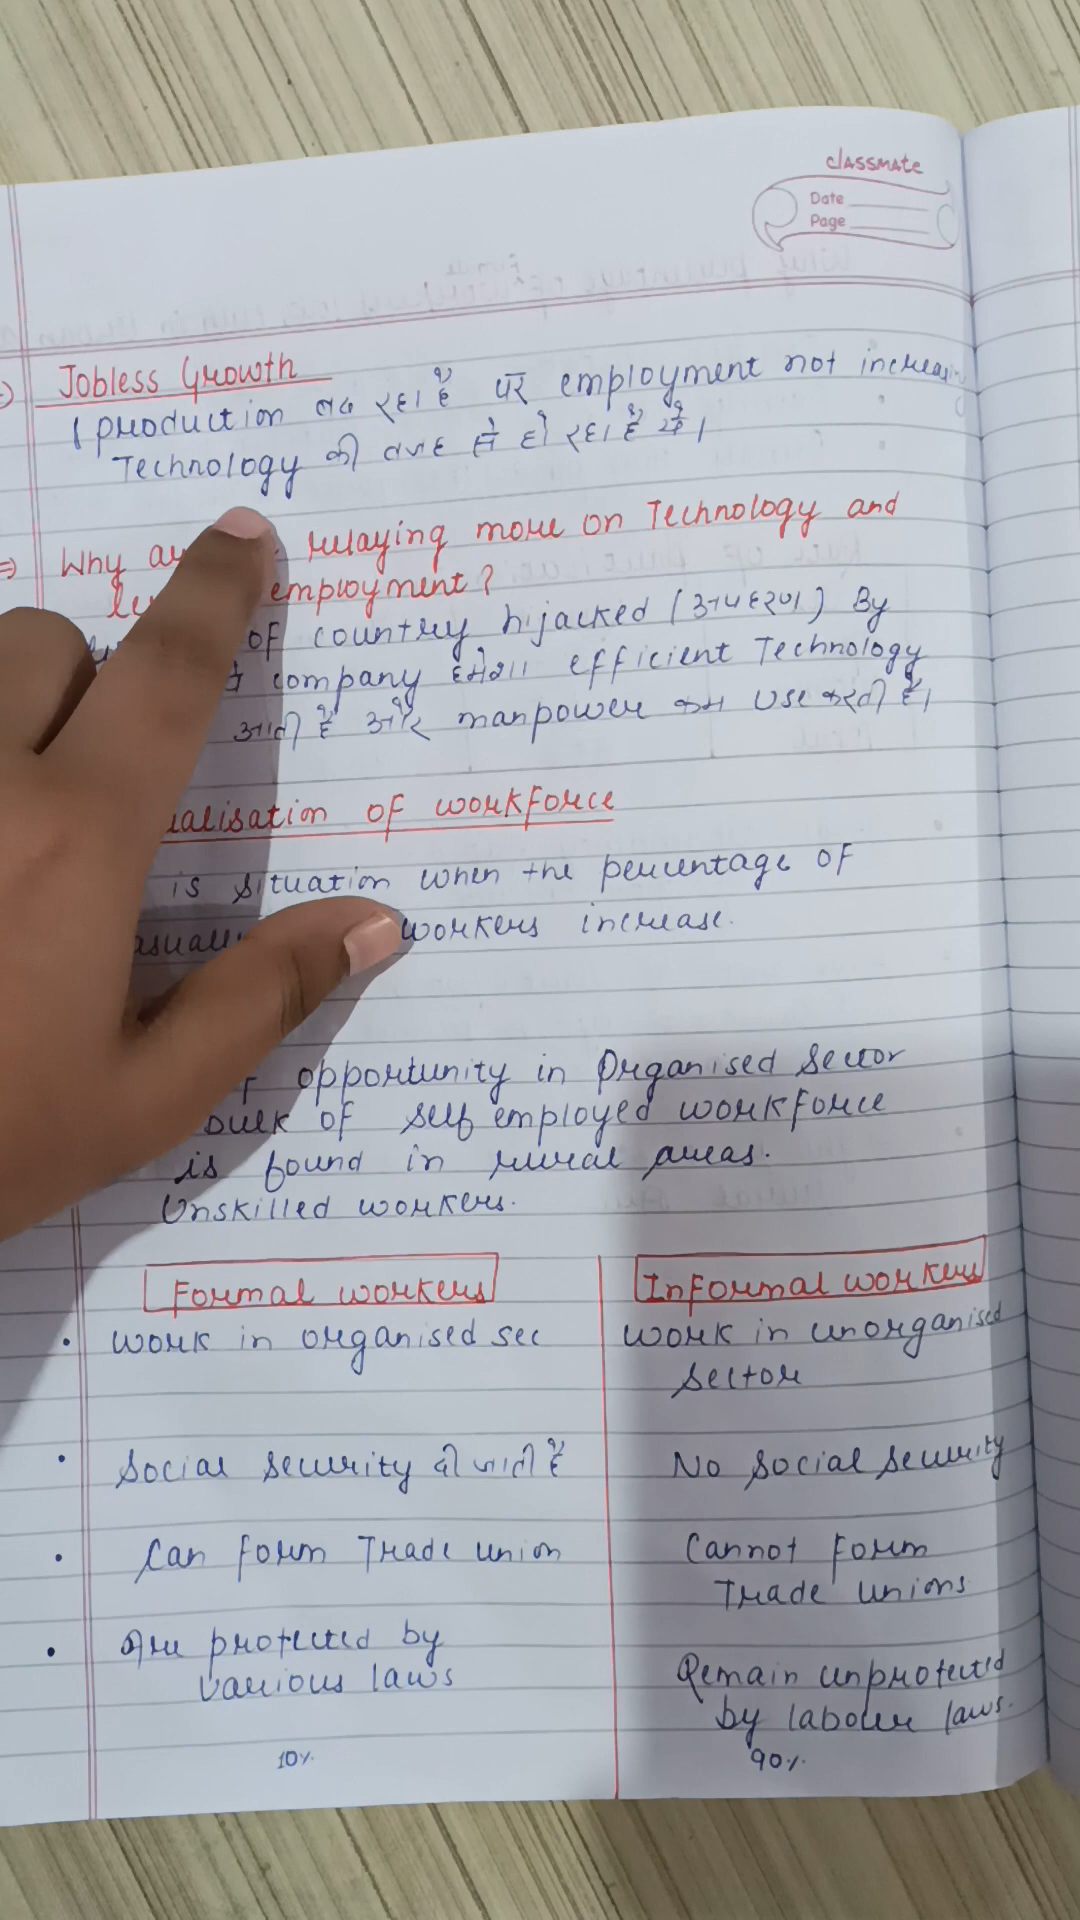 classmate
Date
Page
Jobless Growth
(production बढ़ रहा है पर employment not increasing
Technology की वजह से हो रहा है ये।
Why relaying more on Technology and
employment?
of country hijacked (अपहरण) By
company हमेशा efficient Technology
है और manpower कम use करती है।
of workforce
is situation when the percentage of
workers increase.
opportunity in Organised Sector
of self employed workforce
is found in rural areas.
Unskilled workers.
Formal workers
Informal workers
• work in organised sec
work in unorganised
sector
• Social security दी जाती है
No social security
• Can form Trade union
Cannot form
Trade unions
• Are protected by
various laws
Remain unprotected
by labour laws.
10%
90%